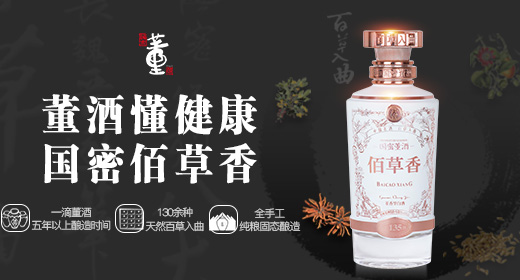 董
百草入曲
董酒懂健康
国密佰草香
一滴董酒
五年以上酿造时间
130余种
天然百草入曲
全手工
纯粮固态酿造
国密董酒
佰草香
BAICAO XIANG